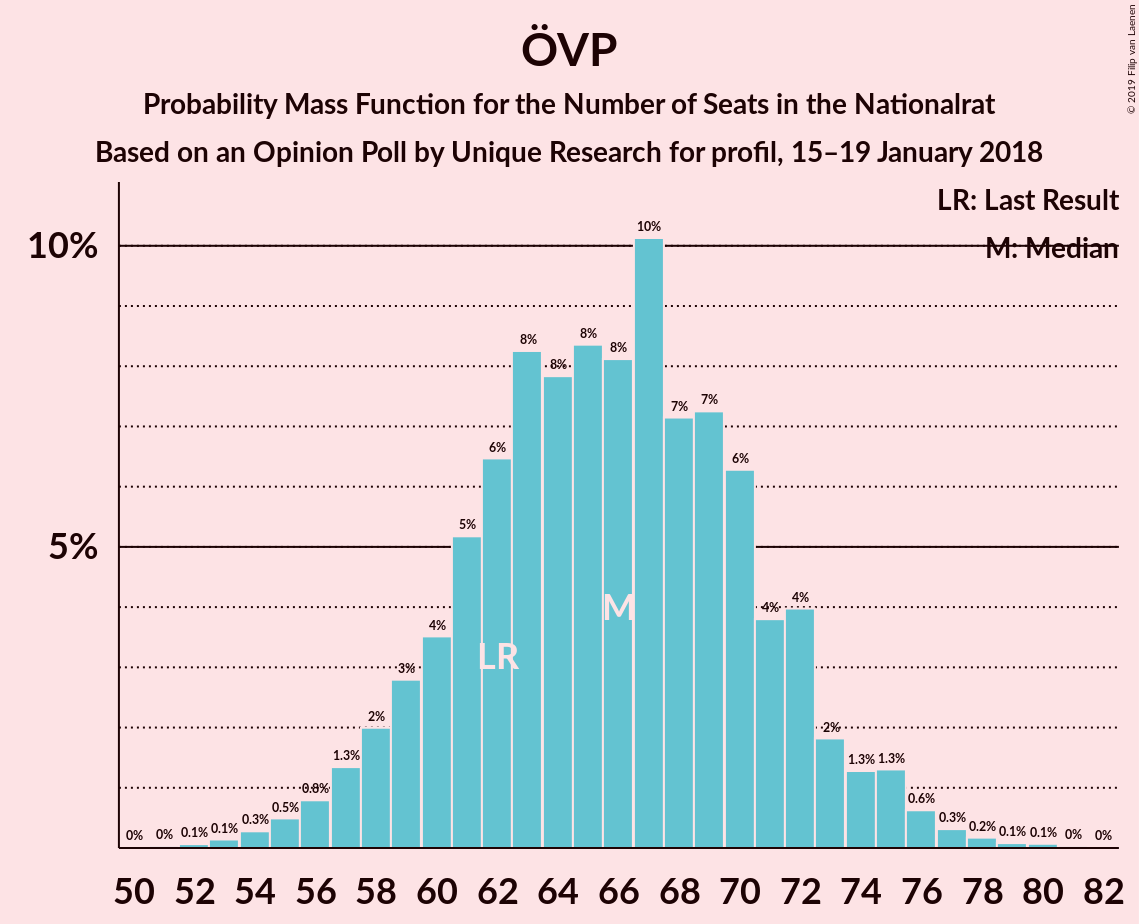 ÖVP
Probability Mass Function for the Number of Seats in the Nationalrat
Based on an Opinion Poll by Unique Research for profil, 15–19 January 2018
© 2019 Filip van Laenen
LR: Last Result
M: Median
10%
5%
0% 0% 0.1% 0.1% 0.3% 0.5% 0.8% 1.3% 2% 3% 4% 5% 6% 8% 8% 8% 8% 10% 7% 7% 6% 4% 4% 2% 1.3% 1.3% 0.6% 0.3% 0.2% 0.1% 0.1% 0% 0%
LR
M
50 52 54 56 58 60 62 64 66 68 70 72 74 76 78 80 82